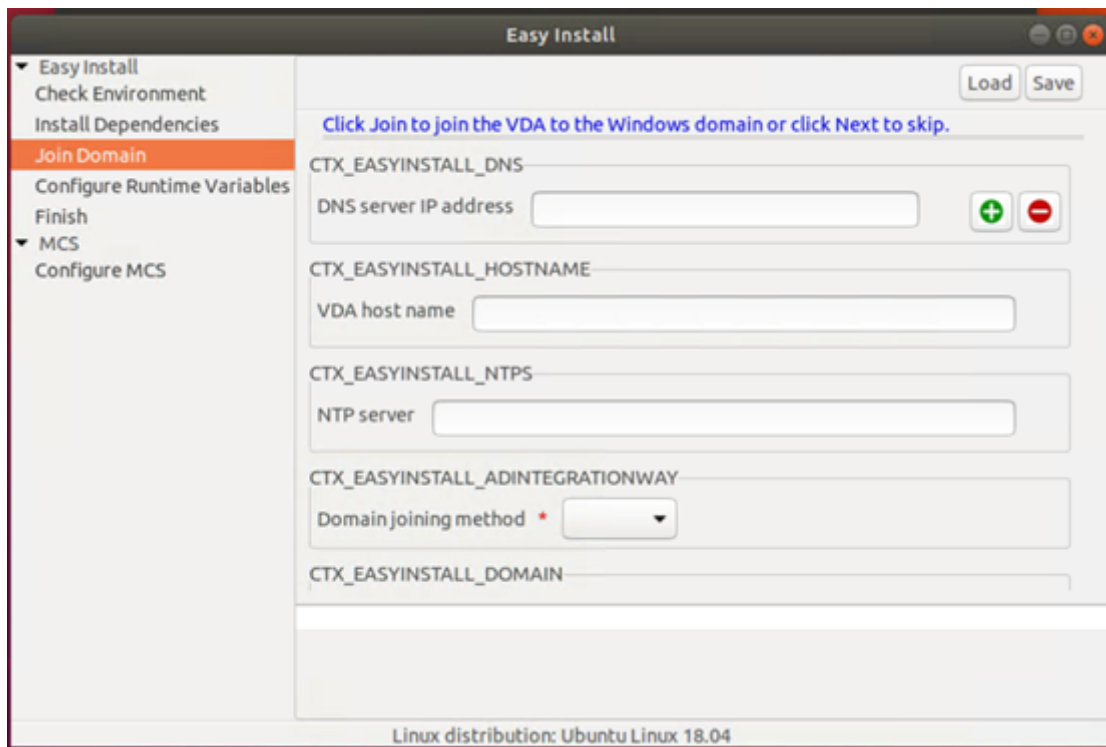 Easy Install
Easy Install
Check Environment
Install Dependencies
Join Domain
Configure Runtime Variables
Finish
MCS
Configure MCS
Load Save
Click Join to join the VDA to the Windows domain or click Next to skip.
CTX_EASYINSTALL_DNS
DNS server IP address
CTX_EASYINSTALL_HOSTNAME
VDA host name
CTX_EASYINSTALL_NTPS
NTP server
CTX_EASYINSTALL_ADINTEGRATIONWAY
Domain joining method *
CTX_EASYINSTALL_DOMAIN
Linux distribution: Ubuntu Linux 18.04